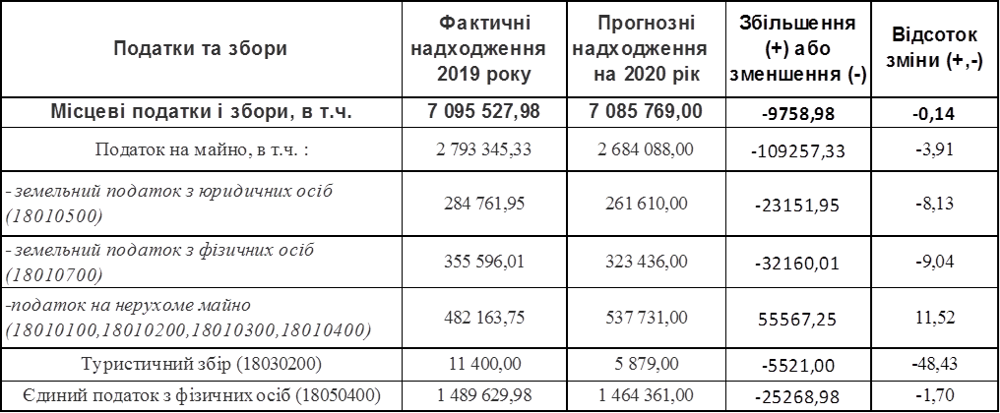 Податки та збори
Фактичні
надходження
2019 року
Прогнозні
надходження
на 2020 рік
Збільшення
(+) або
зменшення (-)
Відсоток
зміни (+,-)
Місцеві податки і збори, в т.ч.
7 095 527,98
7 085 769,00
-9758,98
-0,14
Податок на майно, в т.ч. :
2 793 345,33
2 684 088,00
-109257,33
-3,91
- земельний податок з юридичних осіб
(18010500)
284 761,95
261 610,00
-23151,95
-8,13
- земельний податок з фізичних осіб
(18010700)
355 596,01
323 436,00
-32160,01
-9,04
-податок на нерухоме майно
(18010100,18010200,18010300,18010400)
482 163,75
537 731,00
55567,25
11,52
Туристичний збір (18030200)
11 400,00
5 879,00
-5521,00
-48,43
Єдиний податок з фізичних осіб (18050400)
1 489 629,98
1 464 361,00
-25268,98
-1,70